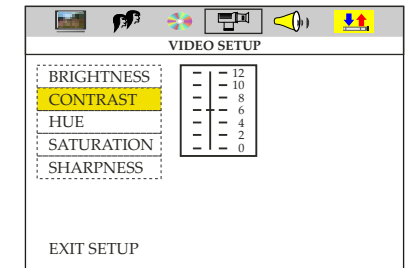 VIDEO SETUP
BRIGHTNESS
CONTRAST
HUE
SATURATION
SHARPNESS
12
10
8
6
4
2
0
EXIT SETUP